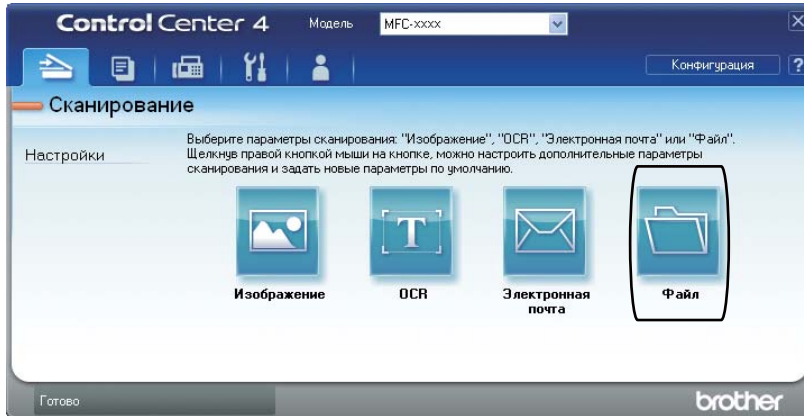 Control Center 4 Модель MFC-xxxx X
Конфигурация ?
Сканирование
Настройки
Выберите параметры сканирования: "Изображение", "OCR", "Электронная почта" или "Файл".
Щелкнув правой кнопкой мыши на кнопке, можно настроить дополнительные параметры
сканирования и задать новые параметры по умолчанию.
T
Изображение OCR Электронная почта Файл
Готово brother